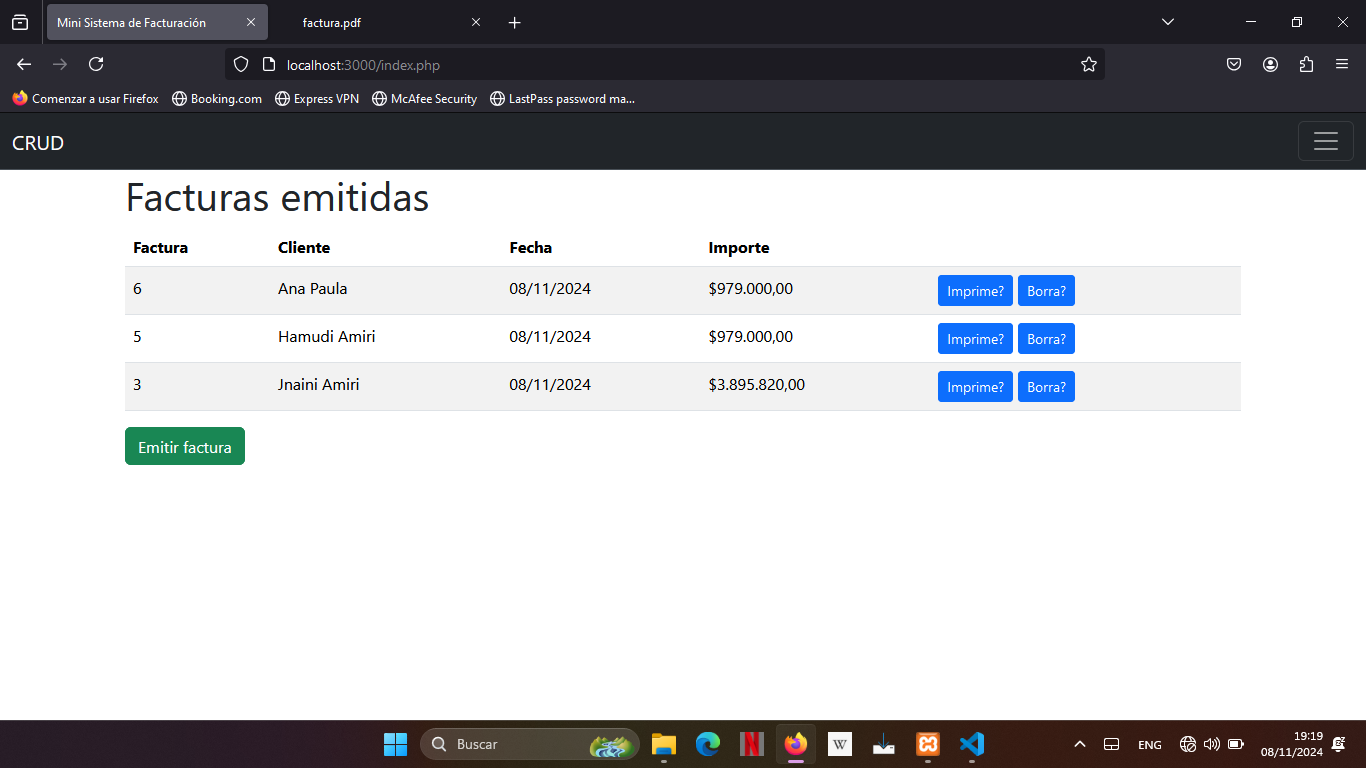 Mini Sistema de Facturación
factura.pdf
localhost:3000/index.php
Comenzar a usar Firefox Booking.com Express VPN McAfee Security LastPass password ma...
CRUD
Facturas emitidas
Factura Cliente Fecha Importe
6 Ana Paula 08/11/2024 $979.000,00 Imprime? Borra?
5 Hamudi Amiri 08/11/2024 $979.000,00 Imprime? Borra?
3 Jnaini Amiri 08/11/2024 $3.895.820,00 Imprime? Borra?
Emitir factura
Buscar
N
W
ENG
19:19
08/11/2024